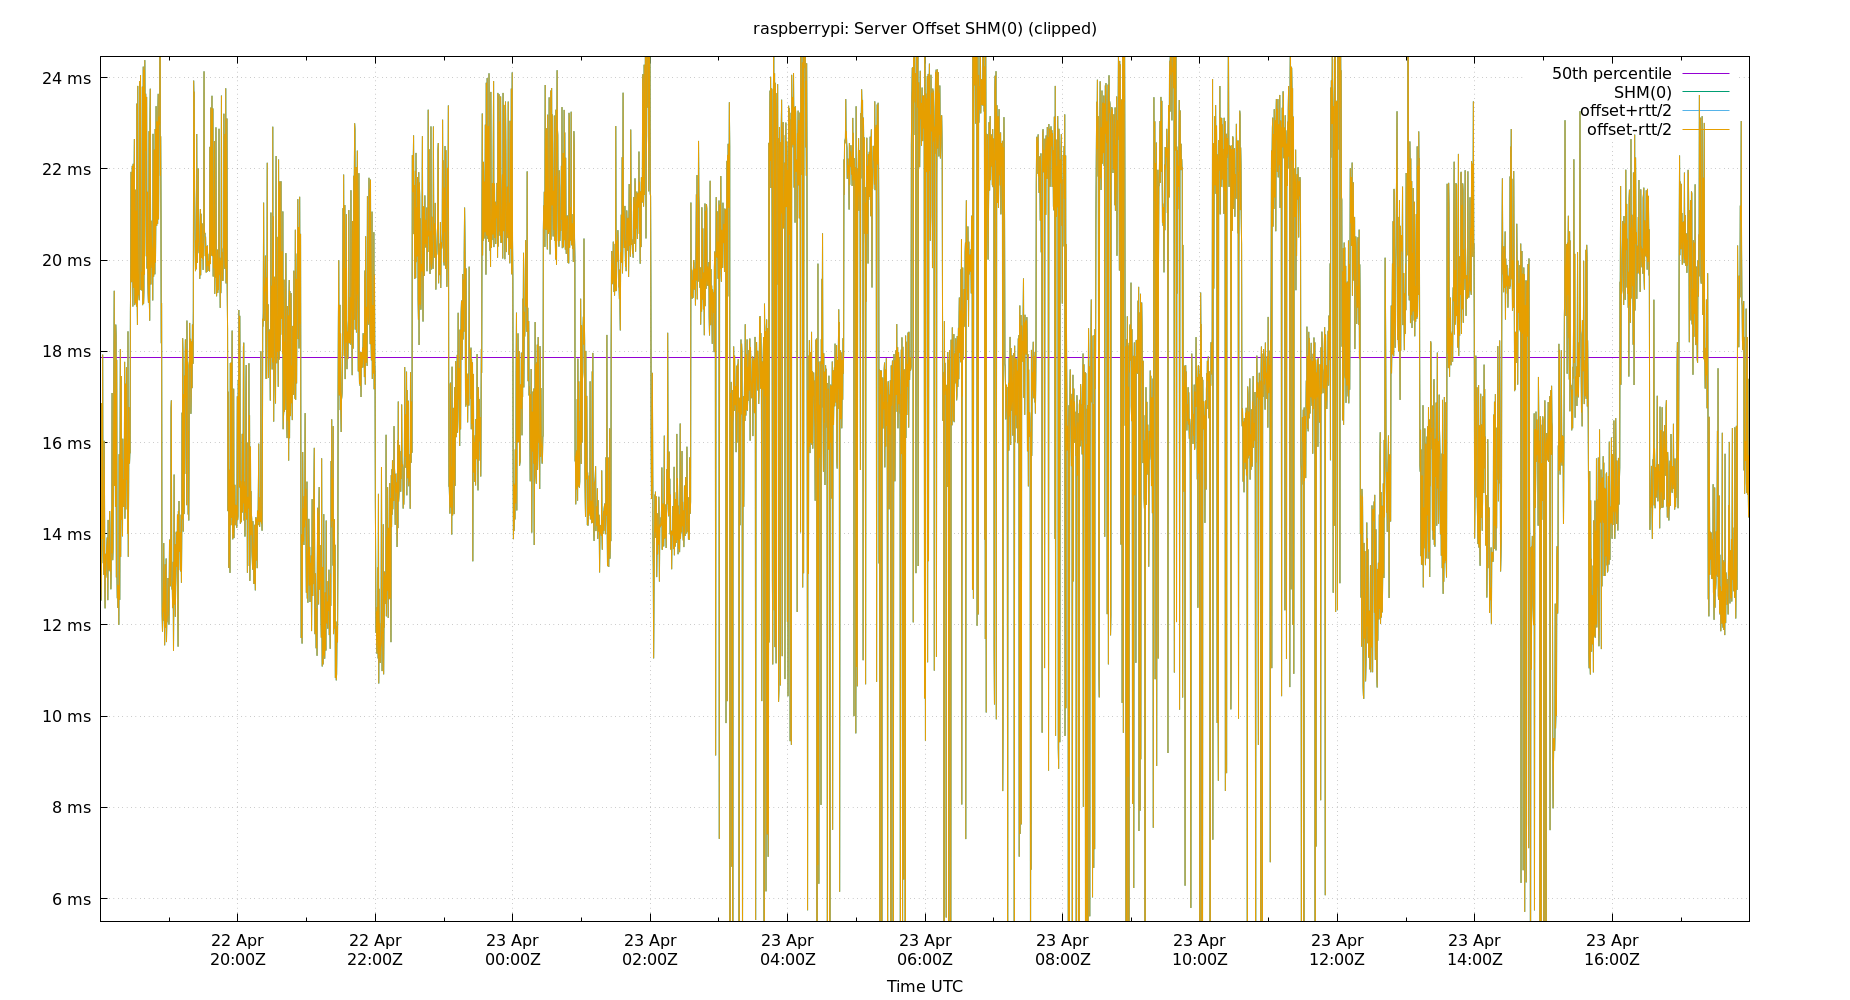 raspberrypi: Server Offset SHM(0) (clipped)
24 ms
22 ms
20 ms
18 ms
16 ms
14 ms
12 ms
10 ms
8 ms
6 ms
50th percentile
SHM(0)
offset+rtt/2
offset-rtt/2
22 Apr 22 Apr 23 Apr 23 Apr 23 Apr 23 Apr 23 Apr 23 Apr 23 Apr 23 Apr 23 Apr
20:00Z 22:00Z 00:00Z 02:00Z 04:00Z 06:00Z 08:00Z 10:00Z 12:00Z 14:00Z 16:00Z
Time UTC